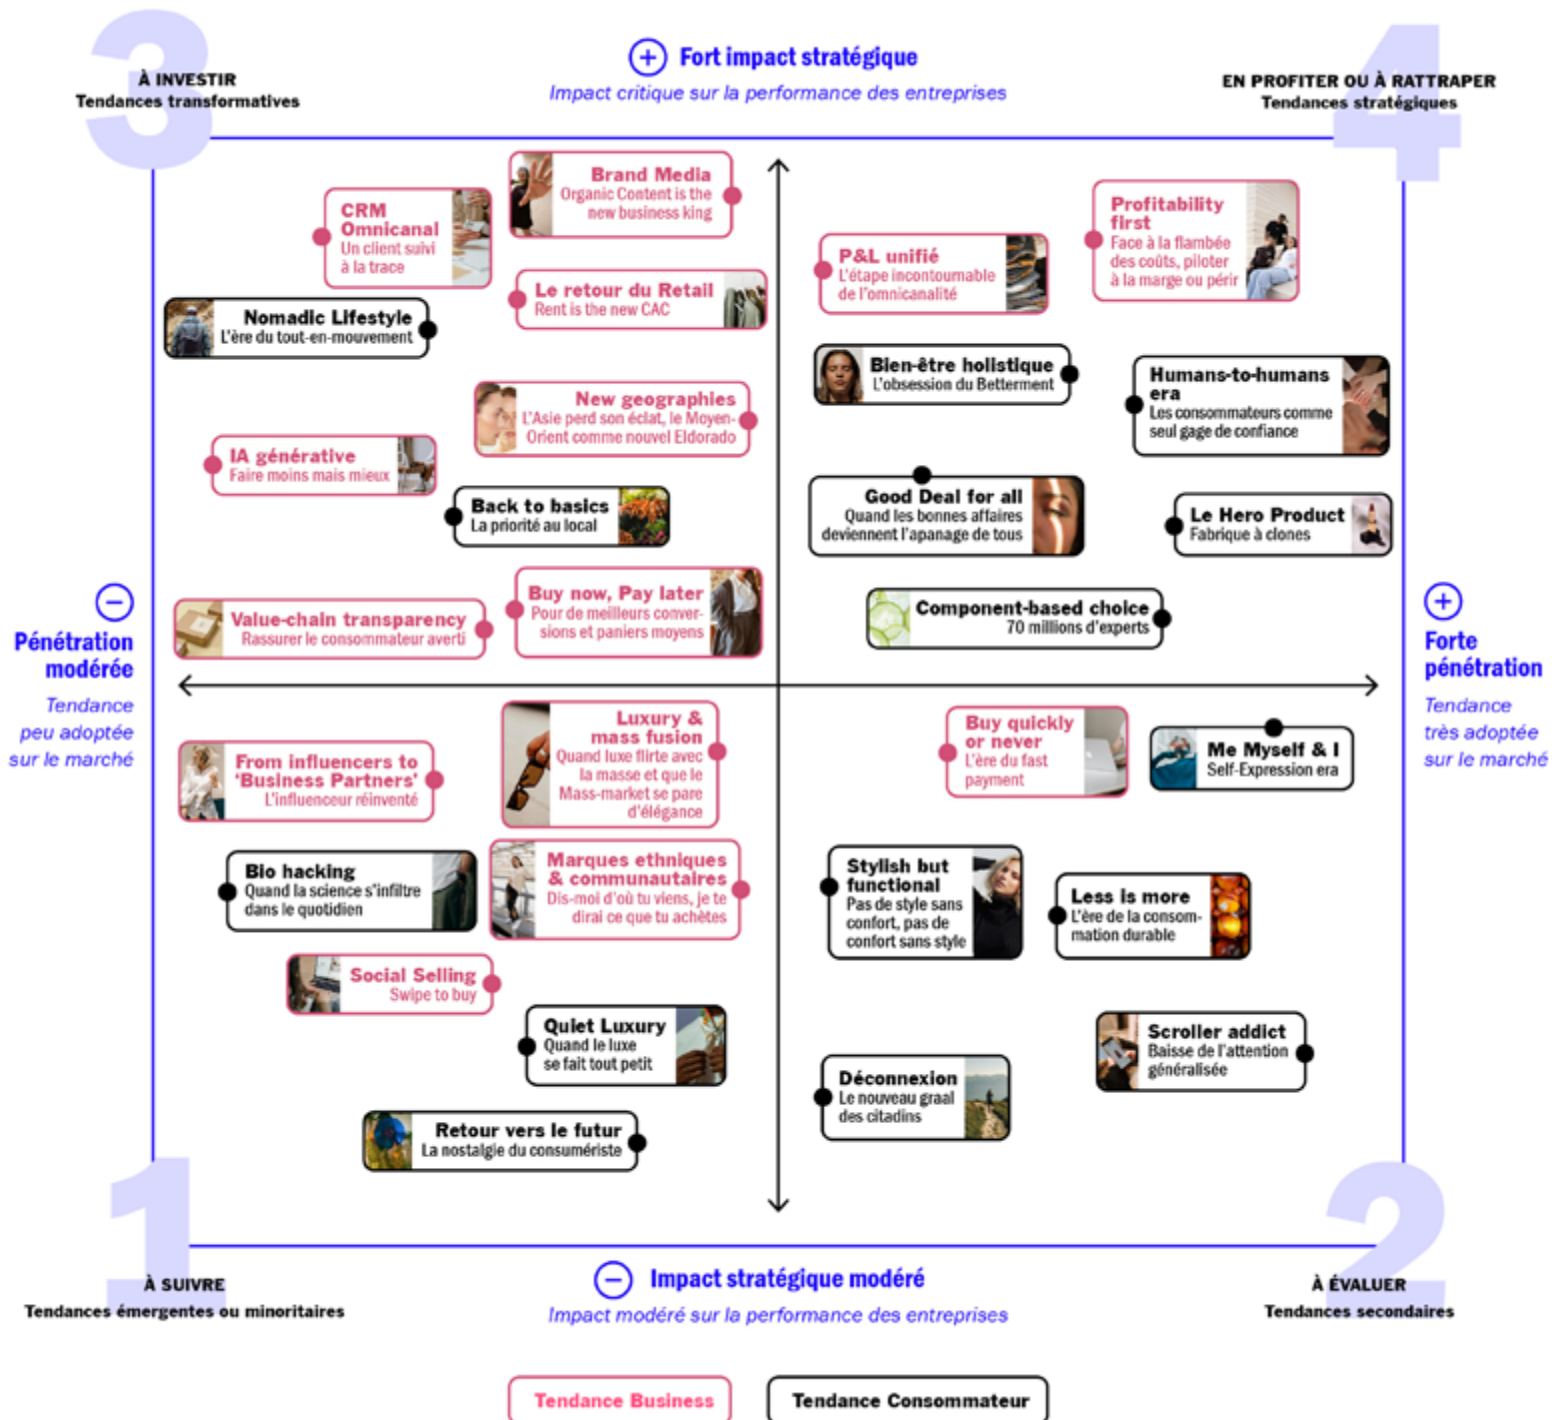 3
À INVESTIR
Tendances transformatives
+
Fort impact stratégique
Impact critique sur la performance des entreprises
4
EN PROFITER OU À RATTRAPER
Tendances stratégiques
Brand Media
Organic Content is the
new business king
CRM
Omnicanal
Un client suivi
à la trace
Le retour du Retail
Rent is the new CAC
Nomadic Lifestyle
L'ère du tout-en-mouvement
New geographies
L'Asie perd son éclat, le Moyen-
Orient comme nouvel Eldorado
IA générative
Faire moins mais mieux
Back to basics
La priorité au local
Buy now, Pay later
Pour de meilleurs conver-
sions et paniers moyens
Value-chain transparency
Rassurer le consommateur averti
Profitability
first
Face à la flambée
des coûts, piloter
à la marge ou périr
P&L unifié
L'étape incontournable
de l'omnicanalité
Bien-être holistique
L'obsession du Betterment
Humans-to-humans
era
Les consommateurs comme
seul gage de confiance
Good Deal for all
Quand les bonnes affaires
deviennent l'apanage de tous
Le Hero Product
Fabrique à clones
Component-based choice
70 millions d'experts
−
Pénétration
modérée
Tendance
peu adoptée
sur le marché
+
Forte
pénétration
Tendance
très adoptée
sur le marché
Luxury &
mass fusion
Quand luxe flirte avec
la masse et que le
Mass-market se pare
d'élégance
From influencers to
‘Business Partners’
L'influenceur réinventé
Bio hacking
Quand la science s'infiltre
dans le quotidien
Marques ethniques
& communautaires
Dis-moi d'où tu viens, je te
dirai ce que tu achètes
Social Selling
Swipe to buy
Quiet Luxury
Quand le luxe
se fait tout petit
Retour vers le futur
La nostalgie du consumériste
Buy quickly
or never
L'ère du fast
payment
Me Myself & I
Self-Expression era
Stylish but
functional
Pas de style sans
confort, pas de
confort sans style
Less is more
L'ère de la consom-
mation durable
Scroller addict
Baisse de l'attention
généralisée
Déconnexion
Le nouveau graal
des citadins
1
À SUIVRE
Tendances émergentes ou minoritaires
−
Impact stratégique modéré
Impact modéré sur la performance des entreprises
2
À ÉVALUER
Tendances secondaires
Tendance Business
Tendance Consommateur